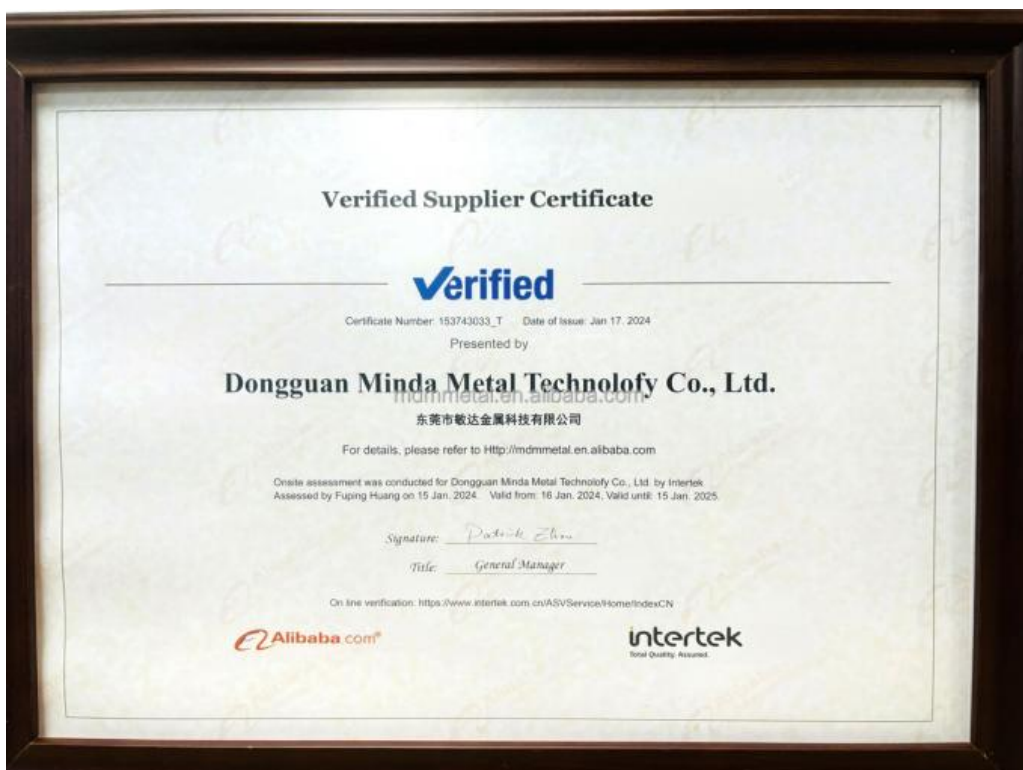 Verified Supplier Certificate
Verified
Certificate Number: 153743033_T Date of Issue: Jan 17. 2024
Presented by
Dongguan Minda Metal Technolofy Co., Ltd.
mdmmetal.en.alibaba.com
东莞市敏达金属科技有限公司
For details, please refer to Http://mdmmetal.en.alibaba.com
Onsite assessment was conducted for Dongguan Minda Metal Technolofy Co., Ltd. by Intertek
Assessed by Fuping Huang on 15 Jan. 2024. Valid from: 16 Jan. 2024, Valid until: 15 Jan. 2025.
Signature: Patrick
Title: General Manager
On line verification: https://www.intertek.com.cn/ASVService/Home/IndexCN
Alibaba.com®
intertek
Total Quality. Assured.